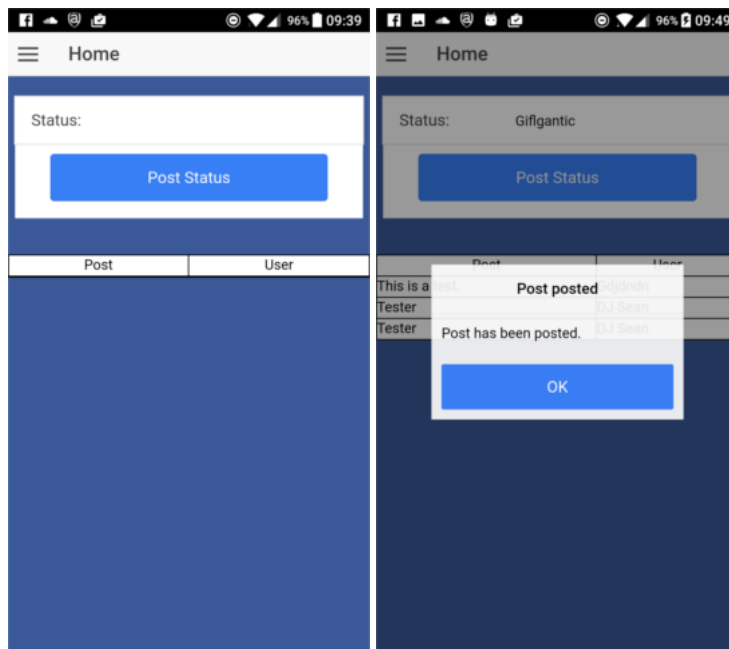 96% 09:39
Home
Status:
Post Status
Post User
96% 09:49
Home
Status: Giflgantic
Post Status
Post User
This is a test. Gdjdndn
Tester DJ Sean
Tester DJ Sean
Post posted
Post has been posted.
OK